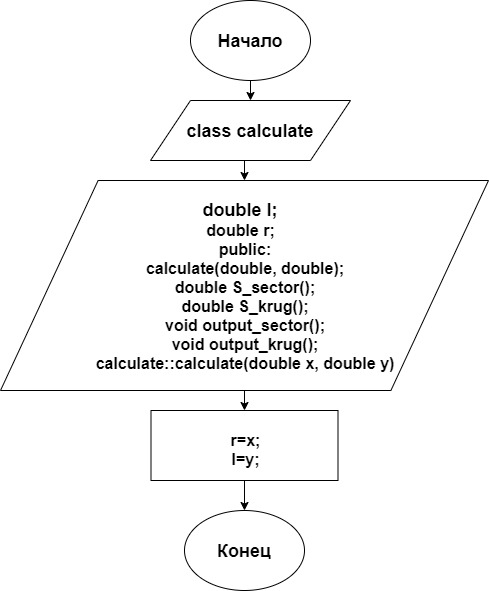 Начало
class calculate
double l;
double r;
public:
calculate(double, double);
double S_sector();
double S_krug();
void output_sector();
void output_krug();
calculate::calculate(double x, double y)
r=x;
l=y;
Конец